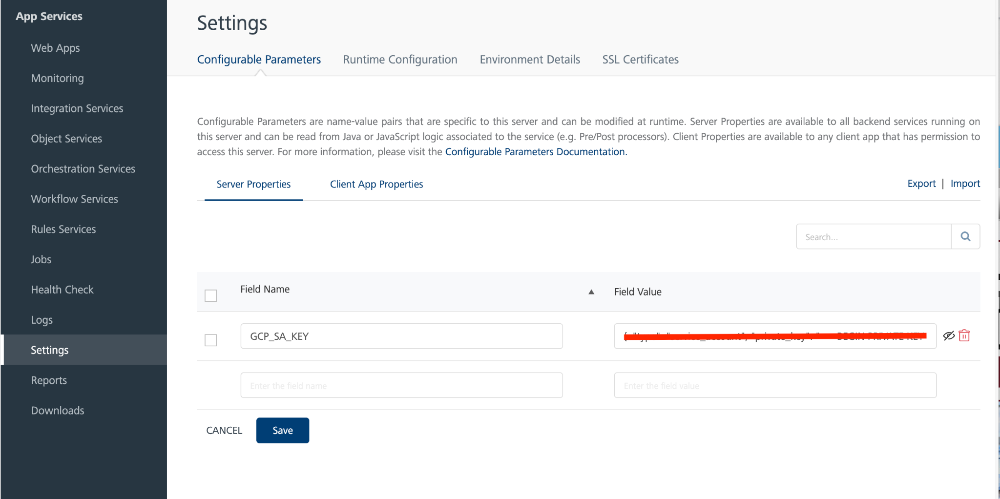 App Services
Web Apps
Monitoring
Integration Services
Object Services
Orchestration Services
Workflow Services
Rules Services
Jobs
Health Check
Logs
Settings
Reports
Downloads
Settings
Configurable Parameters
Runtime Configuration
Environment Details
SSL Certificates
Configurable Parameters are name-value pairs that are specific to this server and can be modified at runtime. Server Properties are available to all backend services running on
this server and can be read from Java or JavaScript logic associated to the service (e.g. Pre/Post processors). Client Properties are available to any client app that has permission to
access this server. For more information, please visit the Configurable Parameters Documentation.
Server Properties
Client App Properties
Export | Import
Search...
Field Name
Field Value
GCP_SA_KEY
Enter the field name
Enter the field value
CANCEL
Save